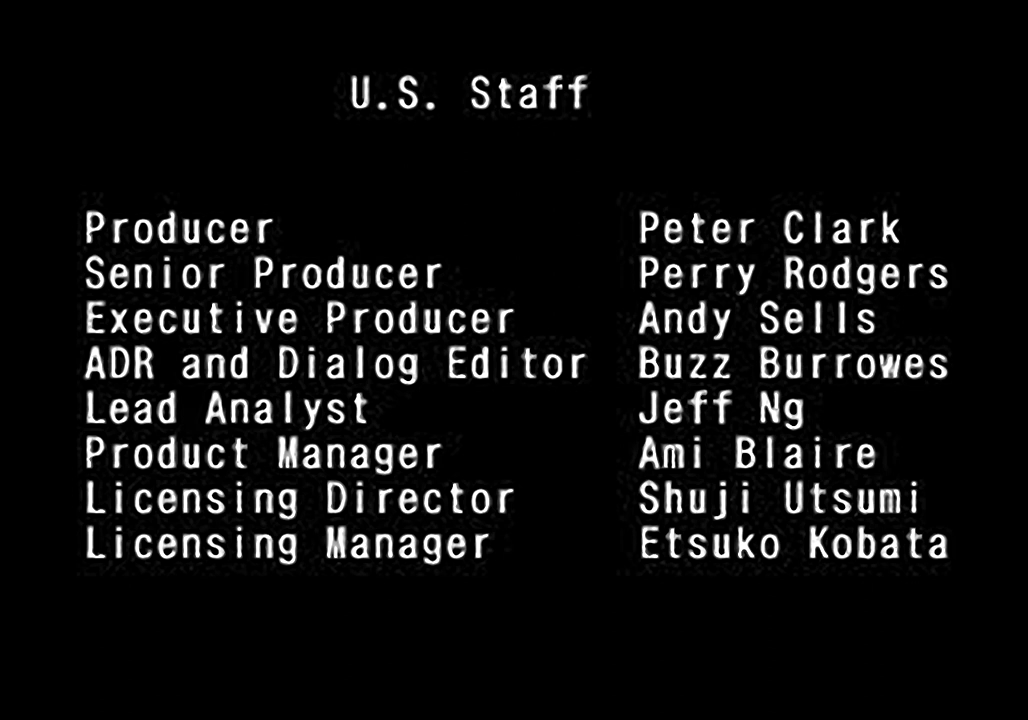 U.S. Staff
Producer Peter Clark
Senior Producer Perry Rodgers
Executive Producer Andy Sells
ADR and Dialog Editor Buzz Burrowes
Lead Analyst Jeff Ng
Product Manager Ami Blaire
Licensing Director Shuji Utsumi
Licensing Manager Etsuko Kobata